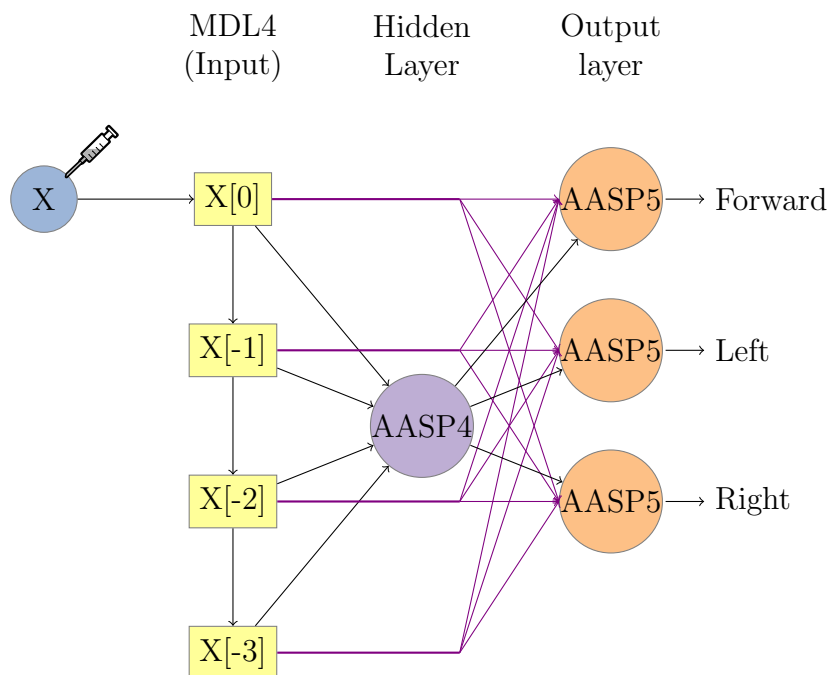 MDL4
(Input)
Hidden
Layer
Output
layer
X
X[0]
AASP5
Forward
X[-1]
AASP5
Left
AASP4
X[-2]
AASP5
Right
X[-3]